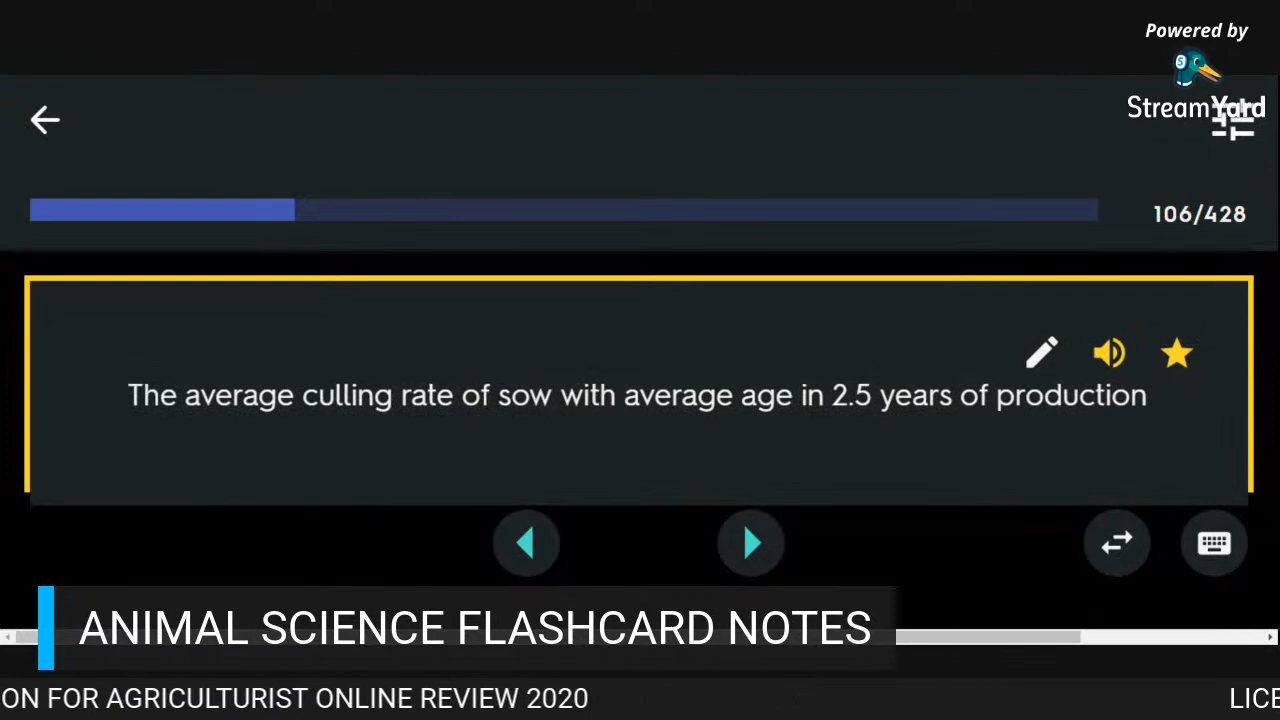 Powered by
StreamYard
106/428
The average culling rate of sow with average age in 2.5 years of production
ANIMAL SCIENCE FLASHCARD NOTES
ON FOR AGRICULTURIST ONLINE REVIEW 2020
LICE